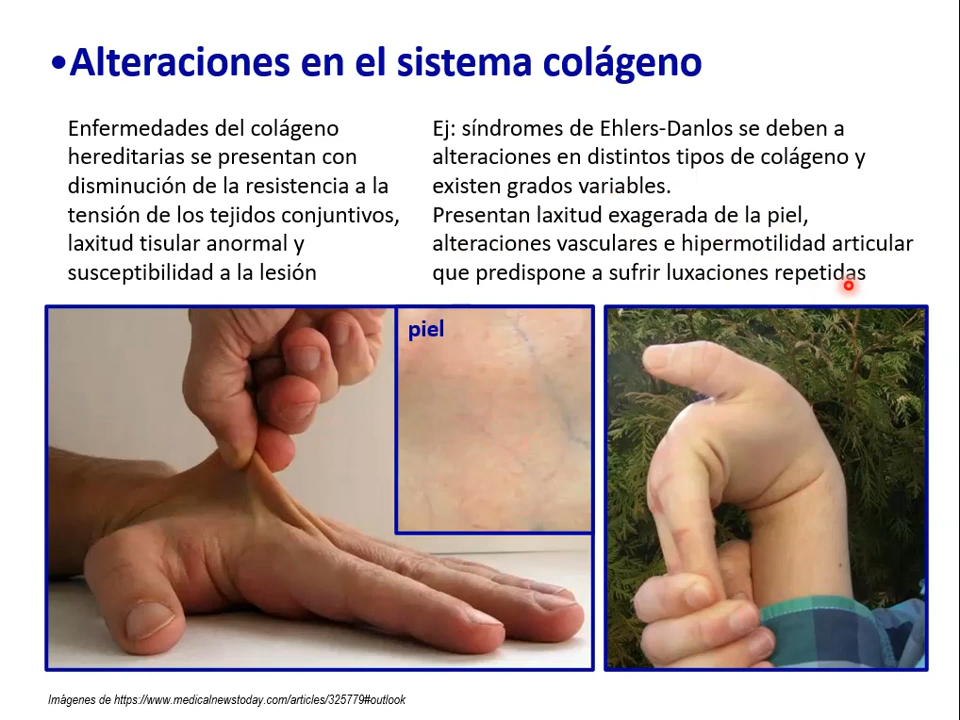 •Alteraciones en el sistema colágeno
Enfermedades del colágeno
hereditarias se presentan con
disminución de la resistencia a la
tensión de los tejidos conjuntivos,
laxitud tisular anormal y
susceptibilidad a la lesión
Ej: síndromes de Ehlers-Danlos se deben a
alteraciones en distintos tipos de colágeno y
existen grados variables.
Presentan laxitud exagerada de la piel,
alteraciones vasculares e hipermotilidad articular
que predispone a sufrir luxaciones repetidas
piel
Imágenes de https://www.medicalnewstoday.com/articles/325779#outlook